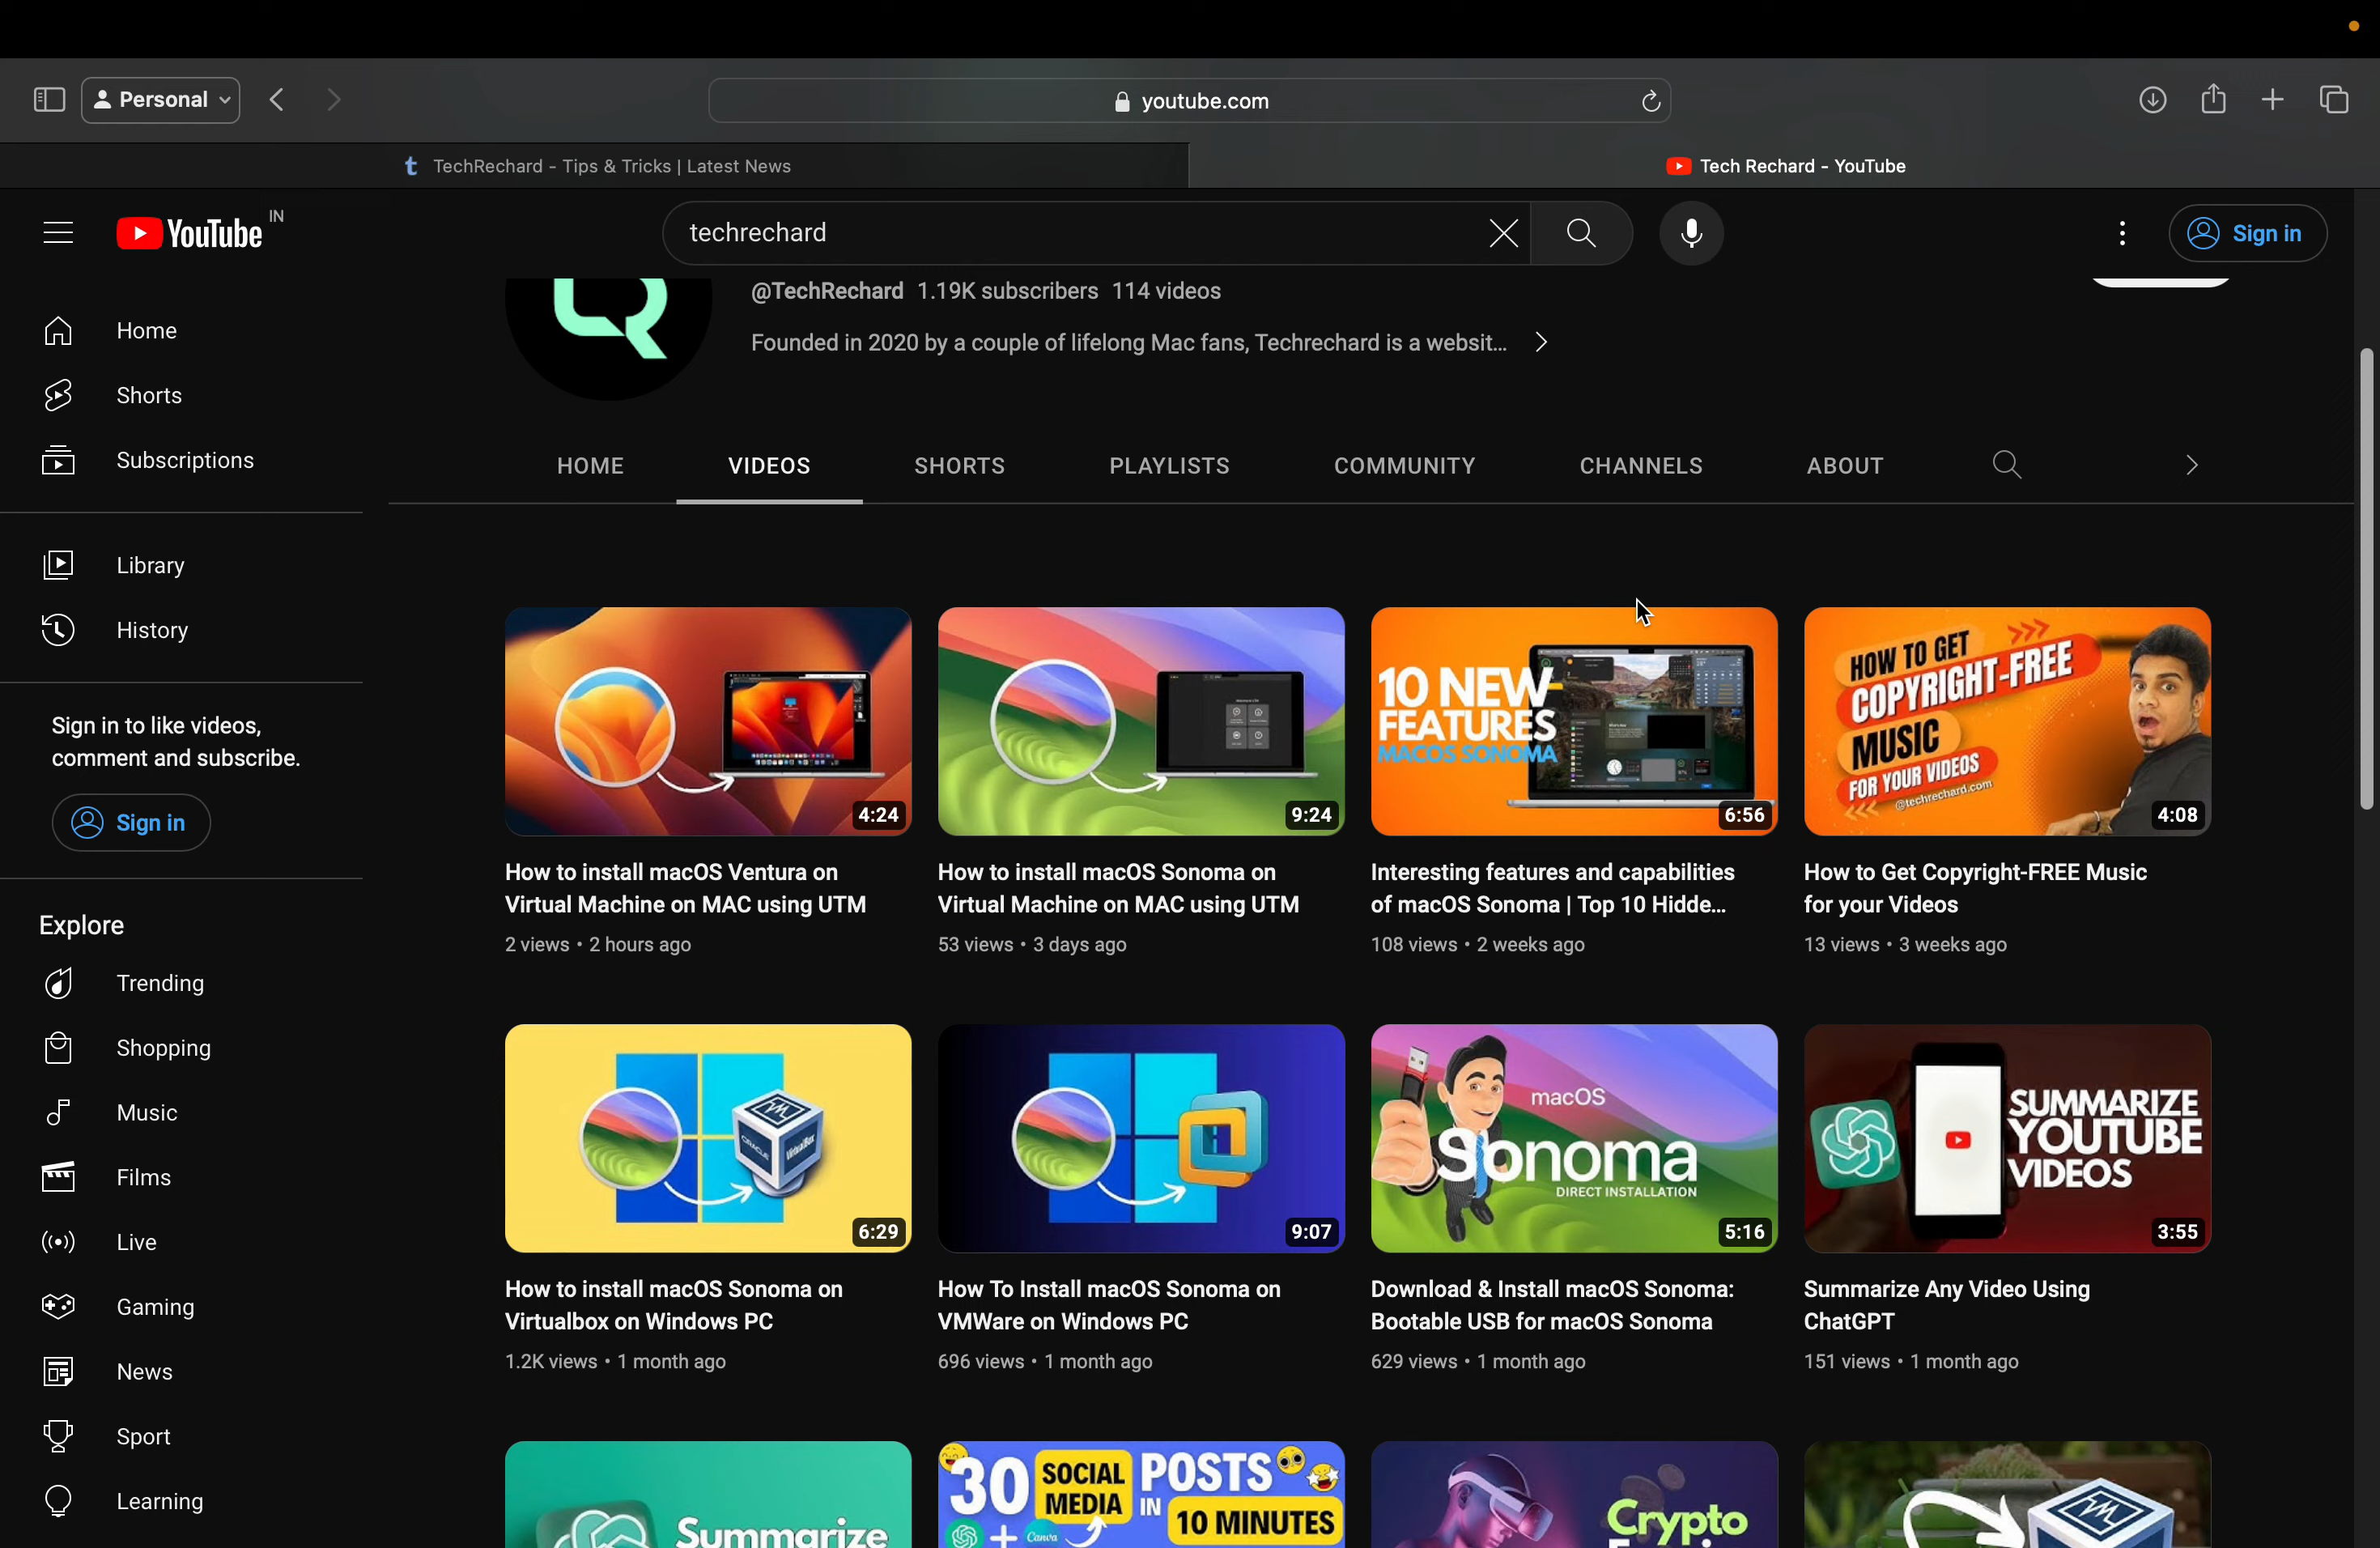 Personal
youtube.com
TechRechard - Tips & Tricks | Latest News
Tech Rechard - YouTube
YouTube IN
techrechard
Sign in
@TechRechard 1.19K subscribers 114 videos
Founded in 2020 by a couple of lifelong Mac fans, Techrechard is a websit...
Home
Shorts
Subscriptions
Library
History
Sign in to like videos,
comment and subscribe.
Sign in
Explore
Trending
Shopping
Music
Films
Live
Gaming
News
Sport
Learning
HOME VIDEOS SHORTS PLAYLISTS COMMUNITY CHANNELS ABOUT
4:24
How to install macOS Ventura on
Virtual Machine on MAC using UTM
2 views • 2 hours ago
9:24
How to install macOS Sonoma on
Virtual Machine on MAC using UTM
53 views • 3 days ago
10 NEW
FEATURES
MACOS SONOMA
6:56
Interesting features and capabilities
of macOS Sonoma | Top 10 Hidde...
108 views • 2 weeks ago
HOW TO GET
COPYRIGHT-FREE
MUSIC
FOR YOUR VIDEOS
@techrechard.com
4:08
How to Get Copyright-FREE Music
for your Videos
13 views • 3 weeks ago
ORACLE
VirtualBox
6:29
How to install macOS Sonoma on
Virtualbox on Windows PC
1.2K views • 1 month ago
9:07
How To Install macOS Sonoma on
VMWare on Windows PC
696 views • 1 month ago
macOS
Sonoma
DIRECT INSTALLATION
5:16
Download & Install macOS Sonoma:
Bootable USB for macOS Sonoma
629 views • 1 month ago
SUMMARIZE
YOUTUBE
VIDEOS
3:55
Summarize Any Video Using
ChatGPT
151 views • 1 month ago
Summarize
30 SOCIAL MEDIA POSTS IN
10 MINUTES
Canva
Crypto